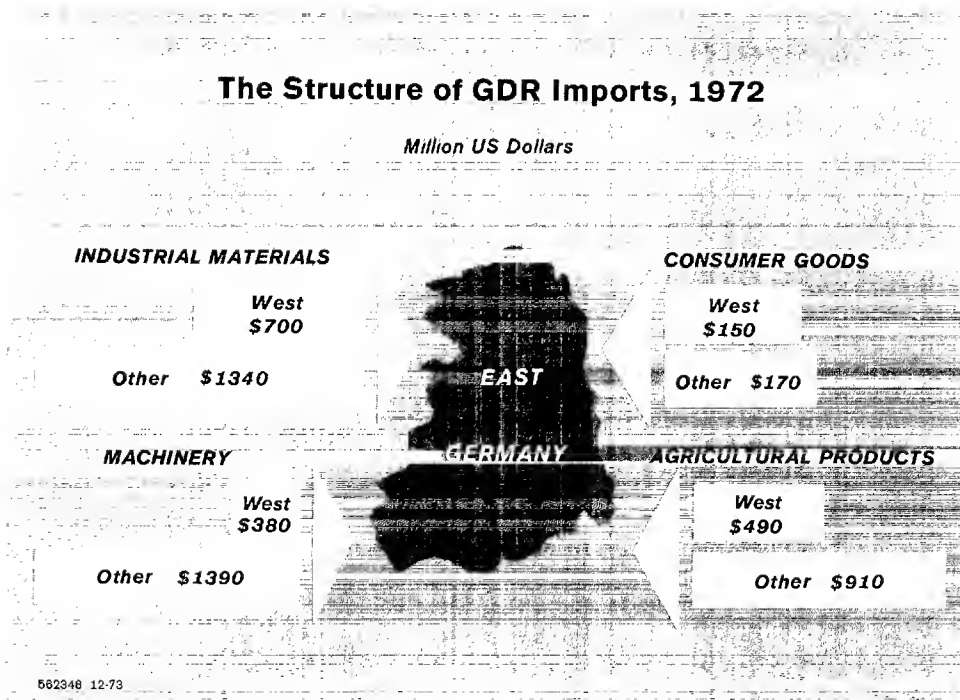 The Structure of GDR Imports, 1972
Million US Dollars
INDUSTRIAL MATERIALS
West
$700
Other $1340
MACHINERY
West
$380
Other $1390
EAST
GERMANY
CONSUMER GOODS
West
$150
Other $170
AGRICULTURAL PRODUCTS
West
$490
Other $910
562348 12-73